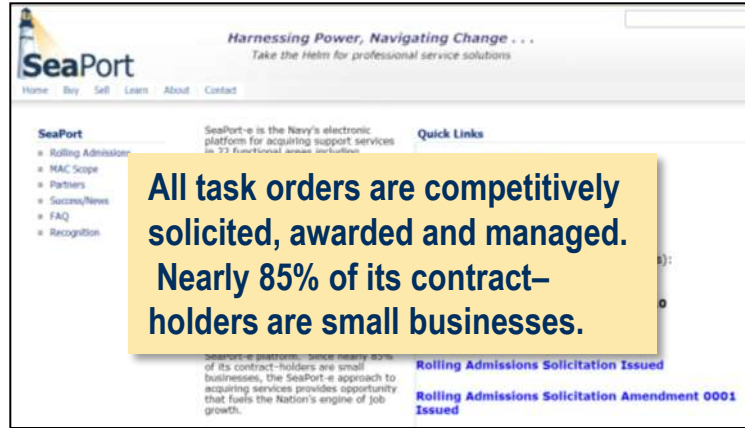 Harnessing Power, Navigating Change . . .
Take the Helm for professional service solutions
SeaPort
Home Buy Sell Learn About Contact
SeaPort
Rolling Admissions
MAC Scope
Partners
Success/News
FAQ
Recognition
SeaPort-e is the Navy's electronic
platform for acquiring support services
in 22 functional areas including
Quick Links
All task orders are competitively
solicited, awarded and managed.
Nearly 85% of its contract–
holders are small businesses.
s):
SeaPort-e platform. Since nearly 85%
of its contract-holders are small
businesses, the SeaPort-e approach to
acquiring services provides opportunity
that fuels the Nation's engine of job
growth.
Rolling Admissions Solicitation Issued
Rolling Admissions Solicitation Amendment 0001
Issued